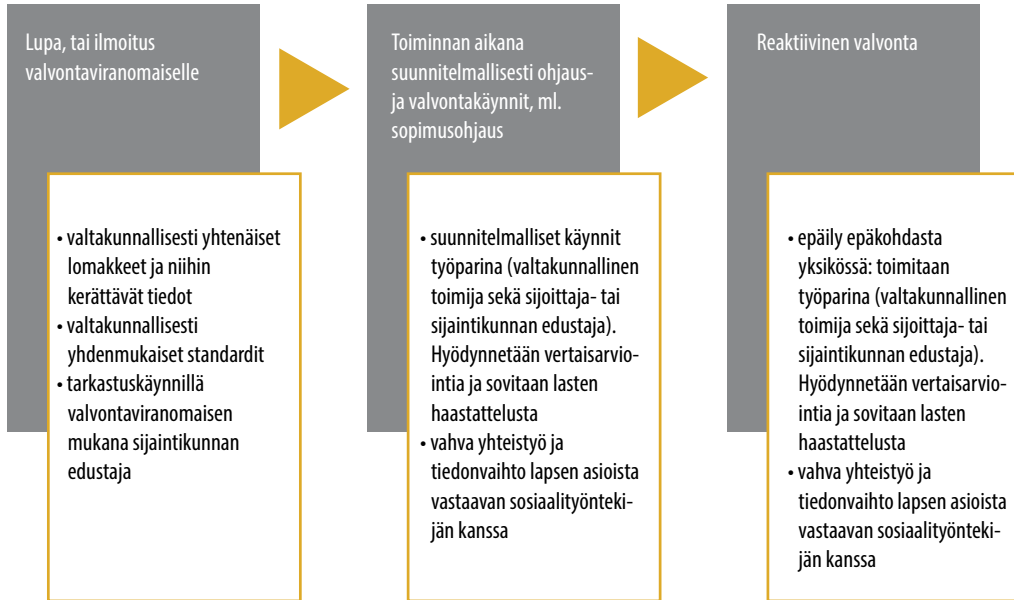 Lupa, tai ilmoitus
valvontaviranomaiselle
• valtakunnallisesti yhtenäiset
lomakkeet ja niihin
kerättävät tiedot
• valtakunnallisesti
yhdenmukaiset standardit
• tarkastuskäynnillä
valvontaviranomaisen
mukana sijaintikunnan
edustaja
Toiminnan aikana
suunnitelmallisesti ohjaus-
ja valvontakäynnit, ml.
sopimusohjaus
• suunnitelmalliset käynnit
työparina (valtakunnallinen
toimija sekä sijoittaja- tai
sijaintikunnan edustaja).
Hyödynnetään vertaisarvio-
intia ja sovitaan lasten
haastattelusta
• vahva yhteistyö ja
tiedonvaihto lapsen asioista
vastaavan sosiaalityönteki-
jän kanssa
Reaktiivinen valvonta
• epäily epäkohdasta
yksikössä: toimitaan
työparina (valtakunnallinen
toimija sekä sijoittaja- tai
sijaintikunnan edustaja).
Hyödynnetään vertaisarvio-
intia ja sovitaan lasten
haastattelusta
• vahva yhteistyö ja
tiedonvaihto lapsen asioista
vastaavan sosiaalityönteki-
jän kanssa